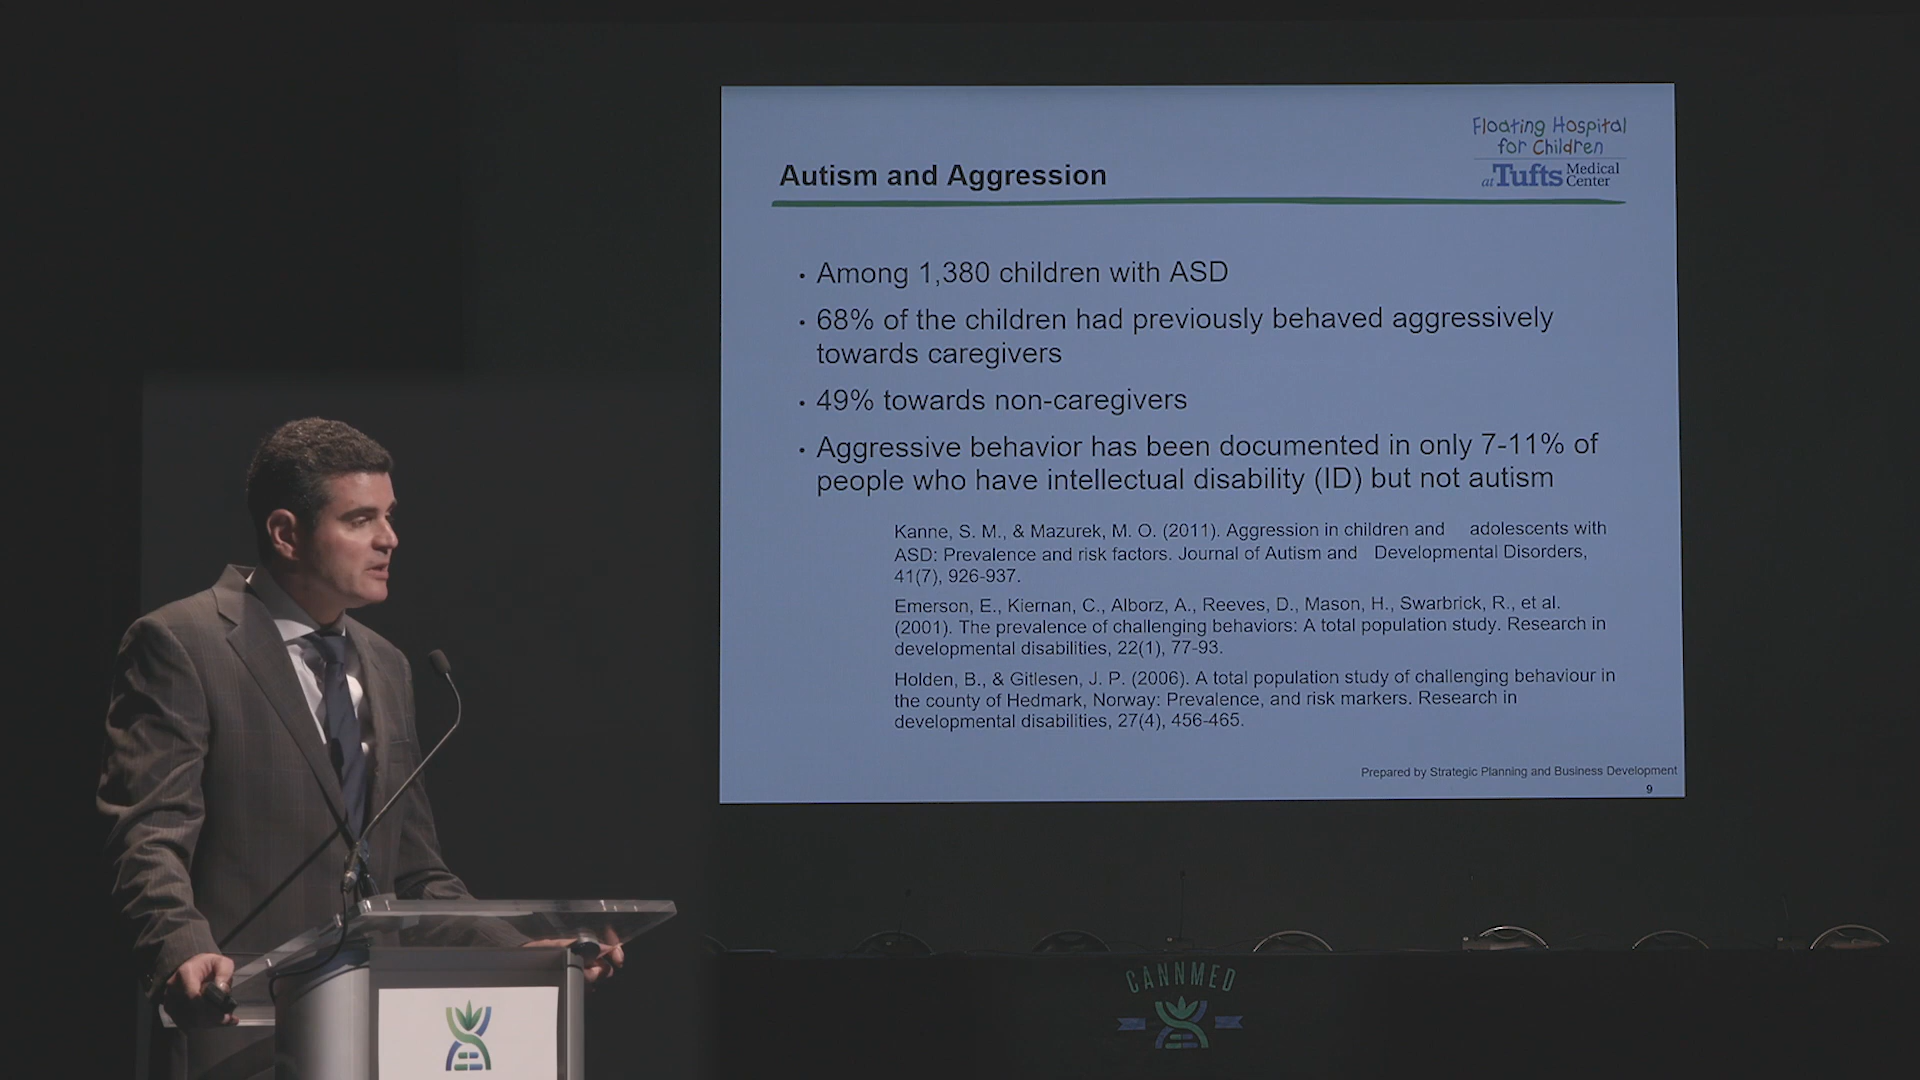 Floating Hospital
for Children
at Tufts Medical
Center
Autism and Aggression
• Among 1,380 children with ASD
• 68% of the children had previously behaved aggressively
towards caregivers
• 49% towards non-caregivers
• Aggressive behavior has been documented in only 7-11% of
people who have intellectual disability (ID) but not autism
Kanne, S. M., & Mazurek, M. O. (2011). Aggression in children and adolescents with
ASD: Prevalence and risk factors. Journal of Autism and Developmental Disorders,
41(7), 926-937.
Emerson, E., Kiernan, C., Alborz, A., Reeves, D., Mason, H., Swarbrick, R., et al.
(2001). The prevalence of challenging behaviors: A total population study. Research in
developmental disabilities, 22(1), 77-93.
Holden, B., & Gitlesen, J. P. (2006). A total population study of challenging behaviour in
the county of Hedmark, Norway: Prevalence, and risk markers. Research in
developmental disabilities, 27(4), 456-465.
Prepared by Strategic Planning and Business Development
9
CANNMED